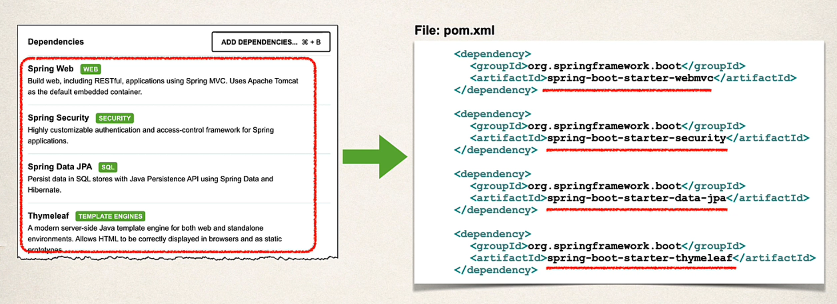 Dependencies
ADD DEPENDENCIES... ⌘ + B
Spring Web WEB
Build web, including RESTful, applications using Spring MVC. Uses Apache Tomcat
as the default embedded container.
Spring Security SECURITY
Highly customizable authentication and access-control framework for Spring
applications.
Spring Data JPA SQL
Persist data in SQL stores with Java Persistence API using Spring Data and
Hibernate.
Thymeleaf TEMPLATE ENGINES
A modern server-side Java template engine for both web and standalone
environments. Allows HTML to be correctly displayed in browsers and as static
prototypes.
File: pom.xml
<dependency>
<groupId>org.springframework.boot</groupId>
<artifactId>spring-boot-starter-webmvc</artifactId>
</dependency>
<dependency>
<groupId>org.springframework.boot</groupId>
<artifactId>spring-boot-starter-security</artifactId>
</dependency>
<dependency>
<groupId>org.springframework.boot</groupId>
<artifactId>spring-boot-starter-data-jpa</artifactId>
</dependency>
<dependency>
<groupId>org.springframework.boot</groupId>
<artifactId>spring-boot-starter-thymeleaf</artifactId>
</dependency>